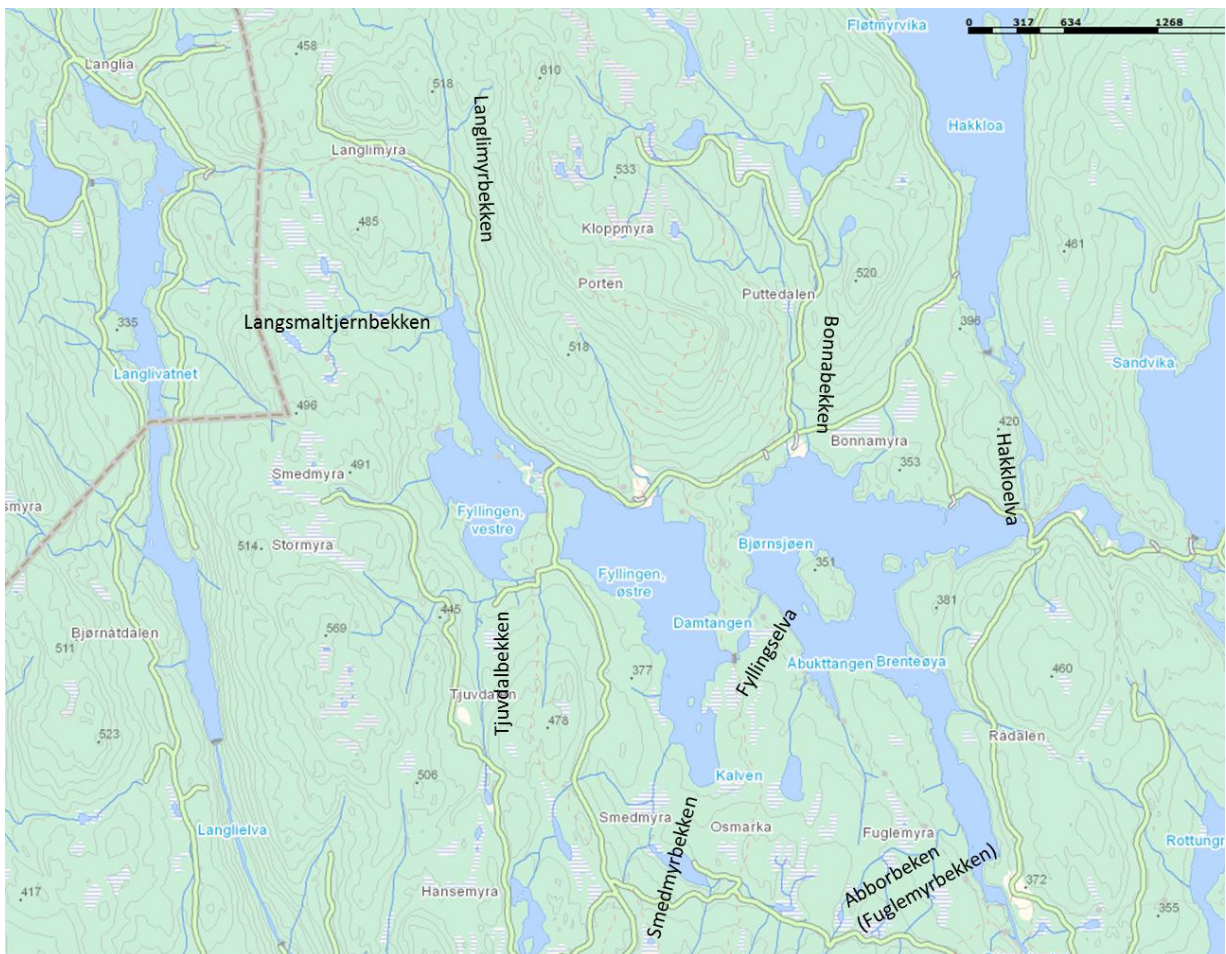 Fløtmyrvika
0 317 634 1268
Langlia
458
518
610
Hakkloa
Langlimyrbekken
Langlimyra
533
485
Kloppmyra
461
520
Porten
Puttedalen
335
Langsmaltjernbekken
396
518
Bonnabekken
Langlivatnet
Sandvika
496
420
Bonnamyra
Smedmyra
491
353
Hakkloelva
smyra
Fyllingen,
vestre
514
Stormyra
Bjørnsjøen
351
Fyllingen,
østre
381
445
Damtangen
Bjørnåtdalen
511
569
Tjuvdalbekken
Fyllingselva
Abukttangen
Brenteøya
377
460
Tjuvdalen
478
523
Rådalen
506
Kalven
Langlielva
Smedmyra
Osmarka
Fuglemyra
Rottungr
Smedmyrbekken
Abborbeken
(Fuglemyrbekken)
417
Hansemyra
372
355